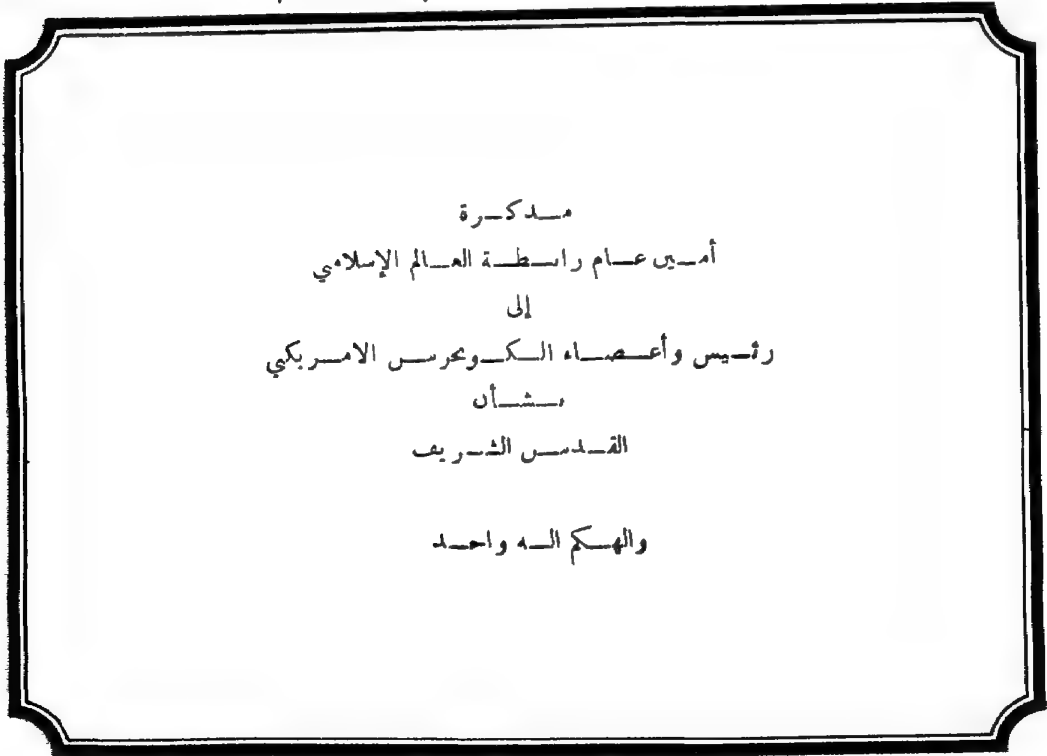 مذكرة
أمين عام رابطة العالم الإسلامي
إلى
رئيس وأعضاء الكونجرس الامريكي
بشأن
القدس الشريف
والهكم اله واحد